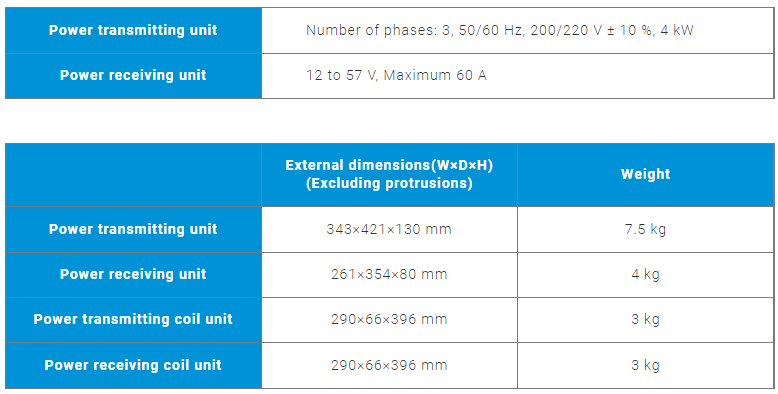 Power transmitting unit Number of phases: 3, 50/60 Hz, 200/220 V ± 10 %, 4 kW
Power receiving unit 12 to 57 V, Maximum 60 A
External dimensions(W×D×H)
(Excluding protrusions)
Weight
Power transmitting unit 343×421×130 mm 7.5 kg
Power receiving unit 261×354×80 mm 4 kg
Power transmitting coil unit 290×66×396 mm 3 kg
Power receiving coil unit 290×66×396 mm 3 kg